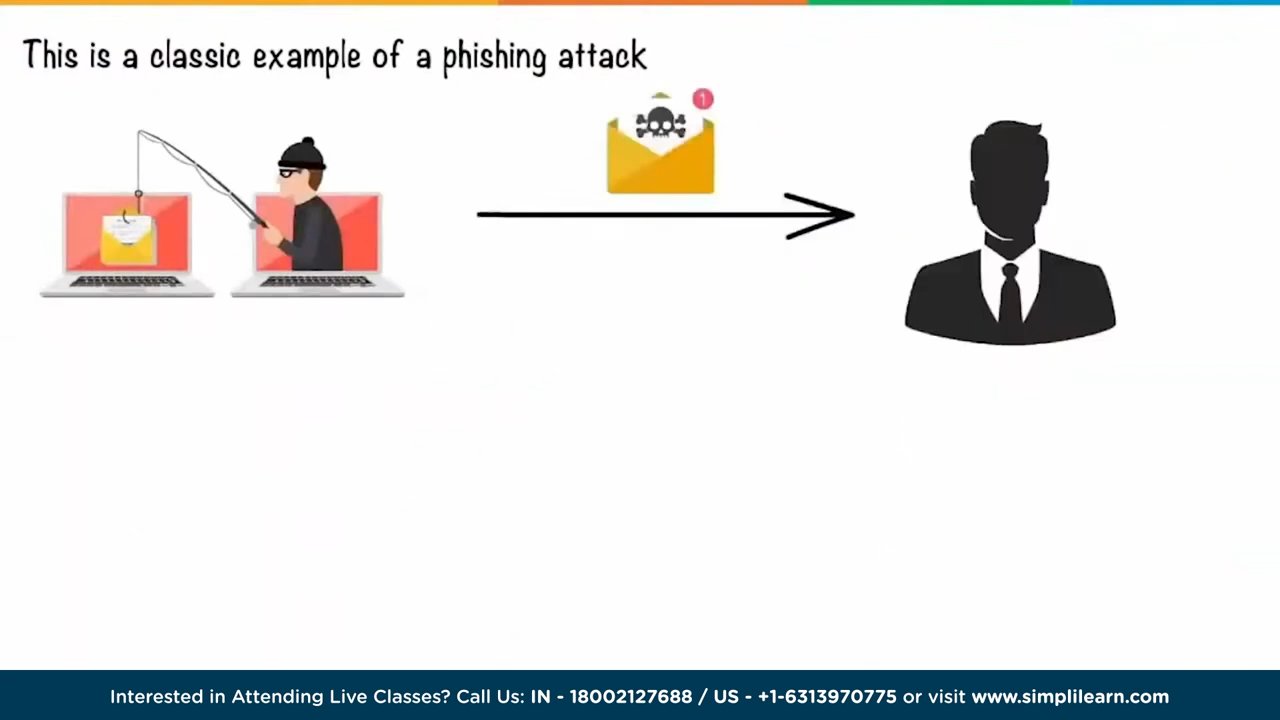 This is a classic example of a phishing attack
1
Interested in Attending Live Classes? Call Us: IN - 18002127688 / US - +1-6313970775 or visit www.simplilearn.com